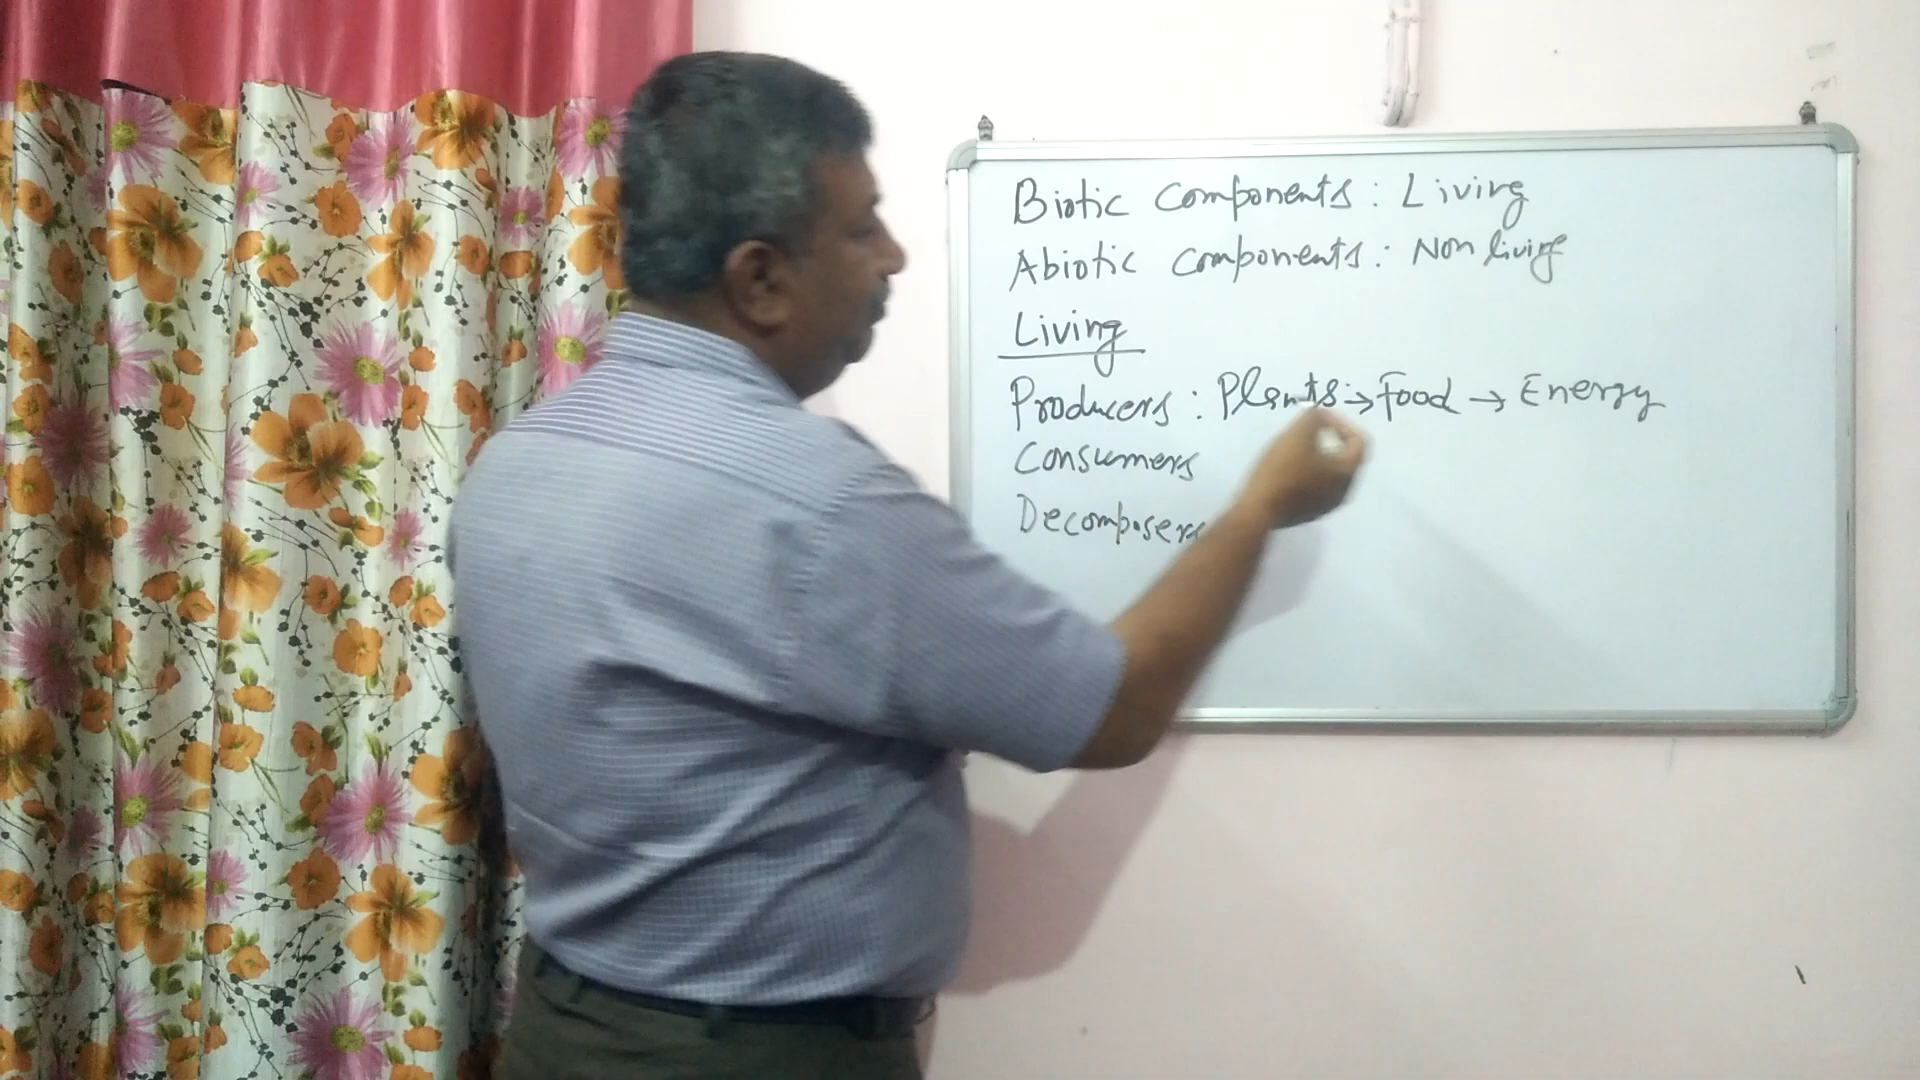 Biotic Components : Living
Abiotic Components : Non living
Living
Producers : Plants → Food → Energy
Consumers
Decomposers